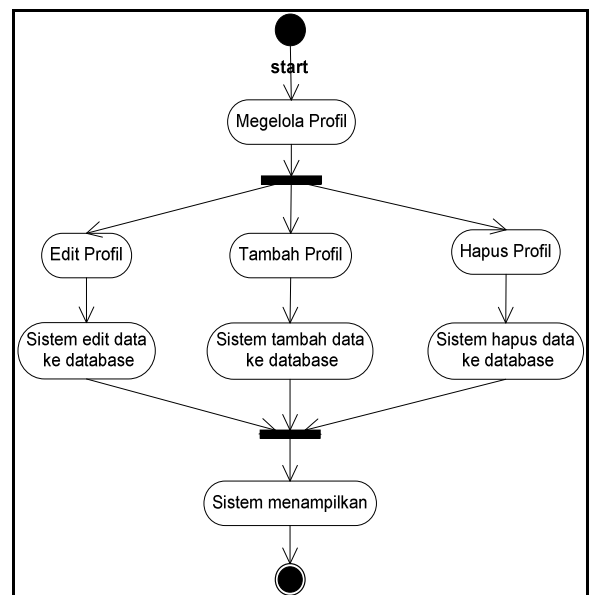 start
Megelola Profil
Edit Profil
Tambah Profil
Hapus Profil
Sistem edit data
ke database
Sistem tambah data
ke database
Sistem hapus data
ke database
Sistem menampilkan